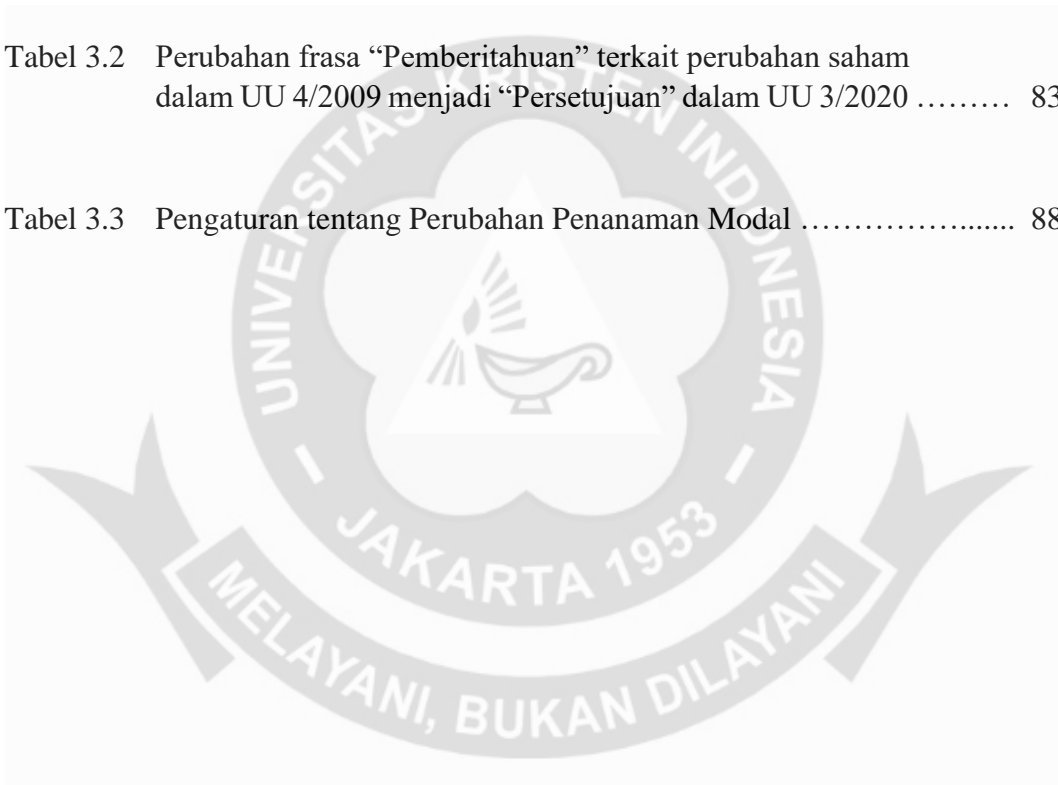 Tabel 3.2 Perubahan frasa “Pemberitahuan” terkait perubahan saham
dalam UU 4/2009 menjadi “Persetujuan” dalam UU 3/2020 ……… 83
Tabel 3.3 Pengaturan tentang Perubahan Penanaman Modal ……………....... 88
UNIVERSITAS KRISTEN INDONESIA
JAKARTA 1953
MELAYANI, BUKAN DILAYANI